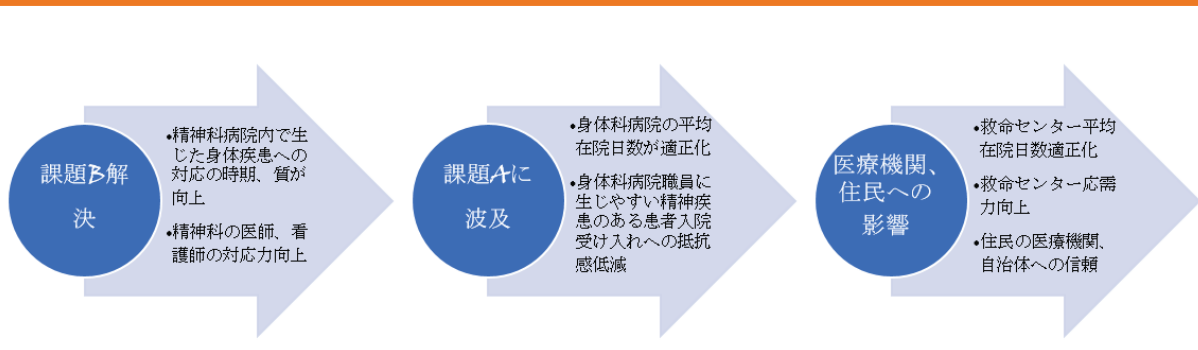 課題B解
決
•精神科病院内で生
じた身体疾患への
対応の時期、質が
向上
•精神科の医師、看
護師の対応力向上
課題Aに
波及
•身体科病院の平均
在院日数が適正化
•身体科病院職員に
生じやすい精神疾
患のある患者入院
受け入れへの抵抗
感低減
医療機関、
住民への
影響
•救命センター平均
在院日数適正化
•救命センター応需
力向上
•住民の医療機関、
自治体への信頼